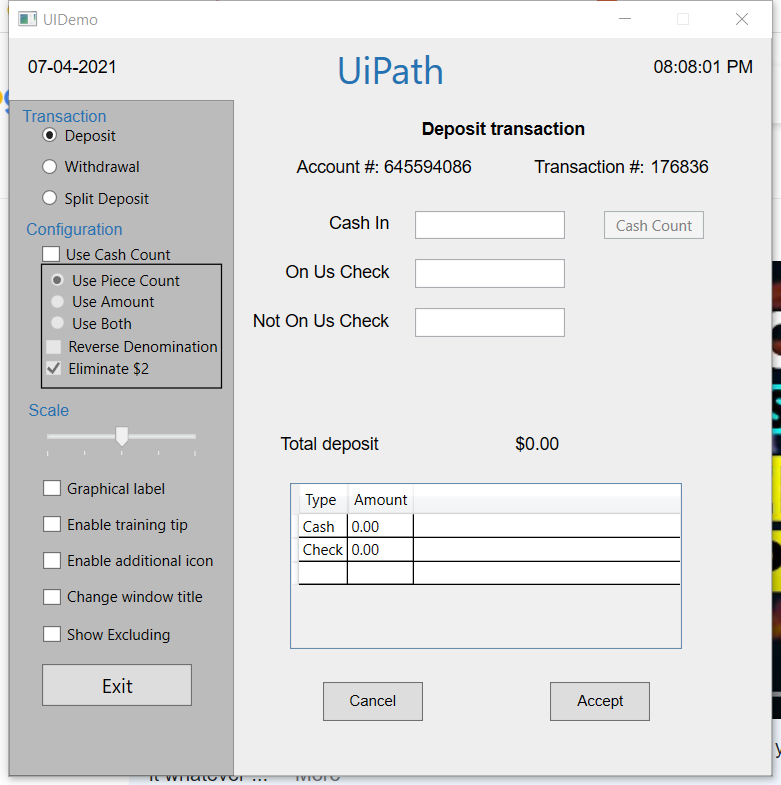 UIDemo
07-04-2021
UiPath
08:08:01 PM
Transaction
Deposit
Withdrawal
Split Deposit
Configuration
Use Cash Count
Use Piece Count
Use Amount
Use Both
Reverse Denomination
Eliminate $2
Scale
Graphical label
Enable training tip
Enable additional icon
Change window title
Show Excluding
Exit
Deposit transaction
Account #: 645594086 Transaction #: 176836
Cash In
Cash Count
On Us Check
Not On Us Check
Total deposit $0.00
Type Amount
Cash 0.00
Check 0.00
Cancel
Accept